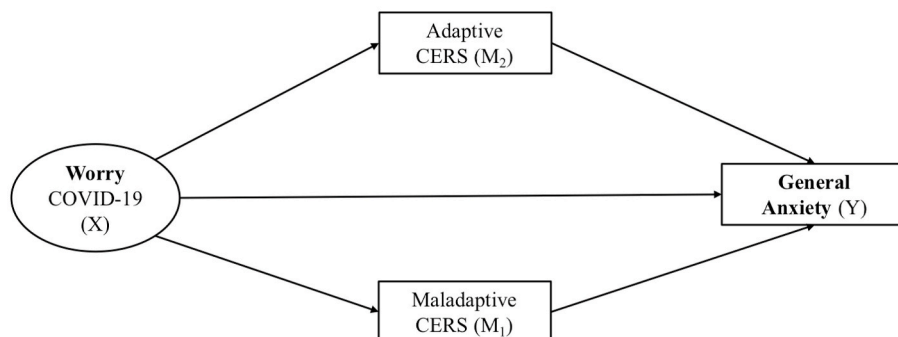 Adaptive
CERS (M₂)
Worry
COVID-19
(X)
General
Anxiety (Y)
Maladaptive
CERS (M₁)